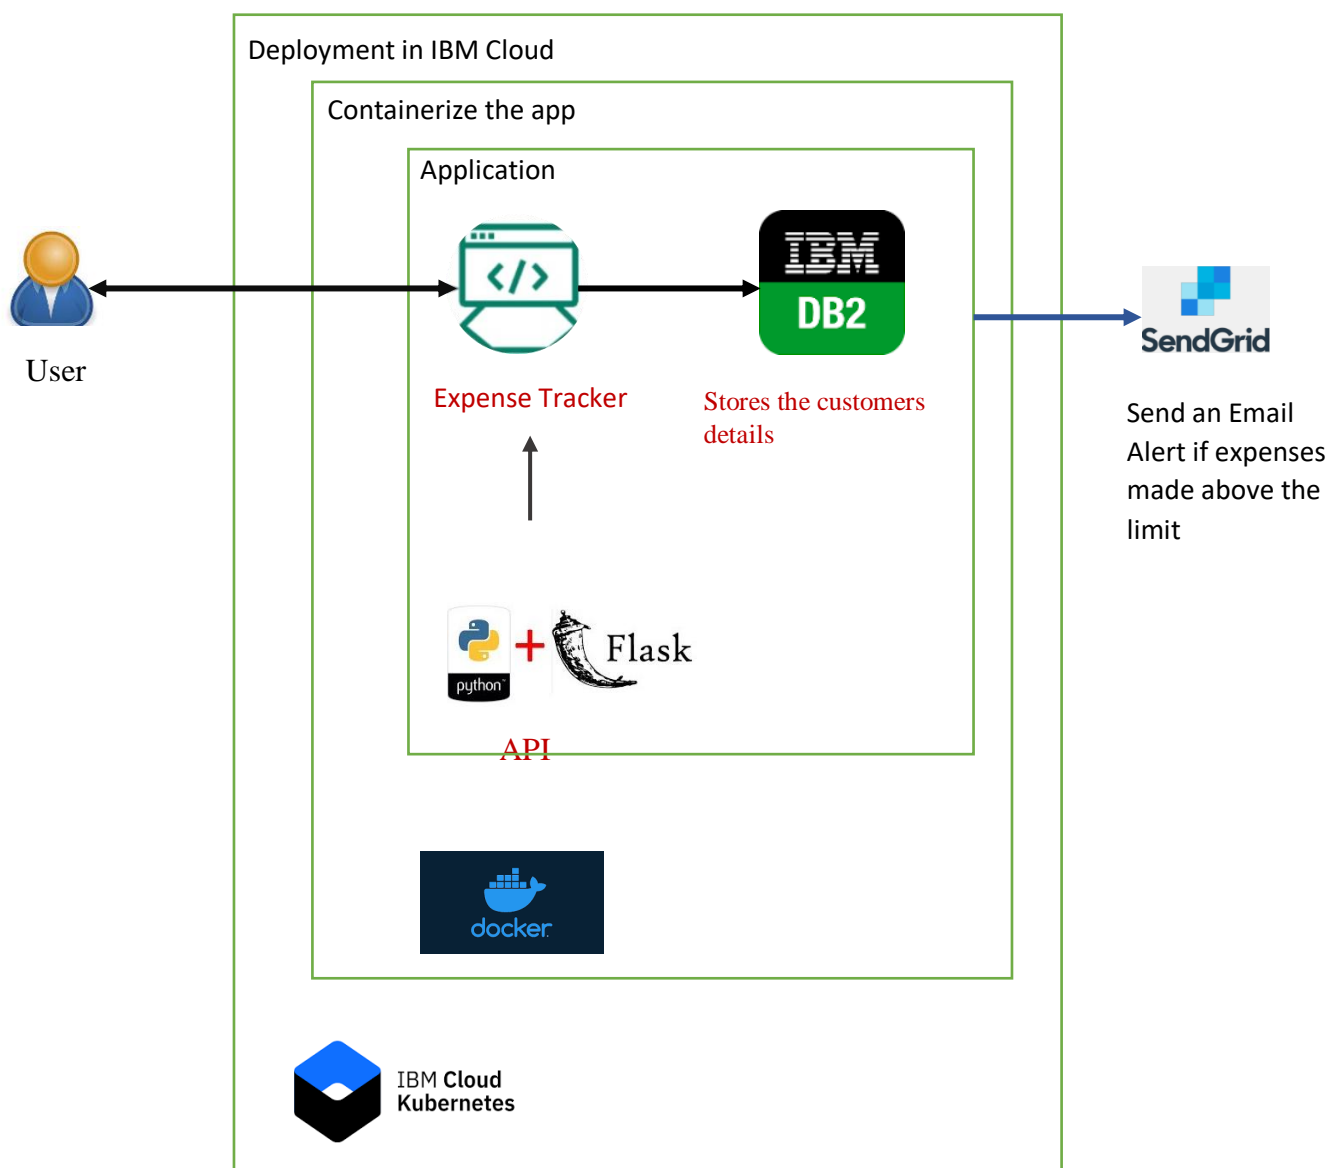 Deployment in IBM Cloud
Containerize the app
Application
</>
IBM
DB2
SendGrid
User
Expense Tracker
Stores the customers
details
Send an Email
Alert if expenses
made above the
limit
python™
+
Flask
API
docker
IBM Cloud
Kubernetes